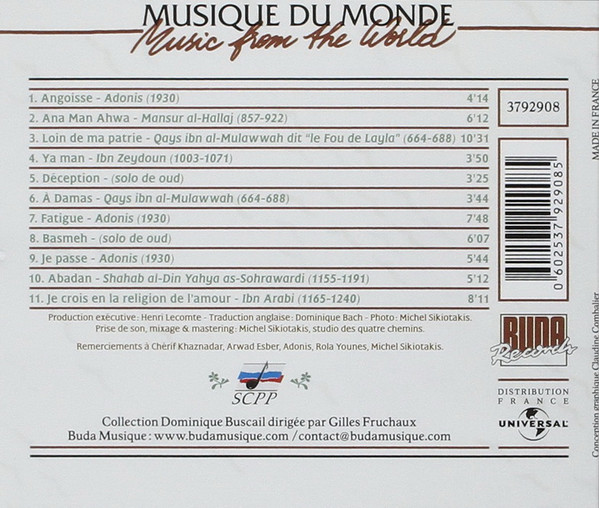 MUSIQUE DU MONDE
Music from the World
1. Angoisse - Adonis (1930) 4'14
2. Ana Man Ahwa - Mansur al-Hallaj (857-922) 6'12
3. Loin de ma patrie - Qays ibn al-Mulawwah dit "le Fou de Layla" (664-688) 10'31
4. Ya man - Ibn Zeydoun (1003-1071) 3'50
5. Déception - (solo de oud) 3'25
6. À Damas - Qays ibn al-Mulawwah (664-688) 3'44
7. Fatigue - Adonis (1930) 7'48
8. Basmeh - (solo de oud) 6'07
9. Je passe - Adonis (1930) 5'44
10. Abadan - Shahab al-Din Yahya as-Sohrawardi (1155-1191) 5'12
11. Je crois en la religion de l'amour - Ibn Arabi (1165-1240) 8'11
Production exécutive : Henri Lecomte - Traduction anglaise : Dominique Bach - Photo : Michel Sikiotakis.
Prise de son, mixage & mastering : Michel Sikiotakis, studio des quatre chemins.
Remerciements à Chérif Khaznadar, Arwad Esber, Adonis, Rola Younes, Michel Sikiotakis.
SCPP
Collection Dominique Buscail dirigée par Gilles Fruchaux
Buda Musique : www.budamusique.com /contact@budamusique.com
3792908
0 602537 929085
BUDA
Records
DISTRIBUTION
FRANCE
UNIVERSAL
MADE IN FRANCE
Conception graphique Claudine Combalier